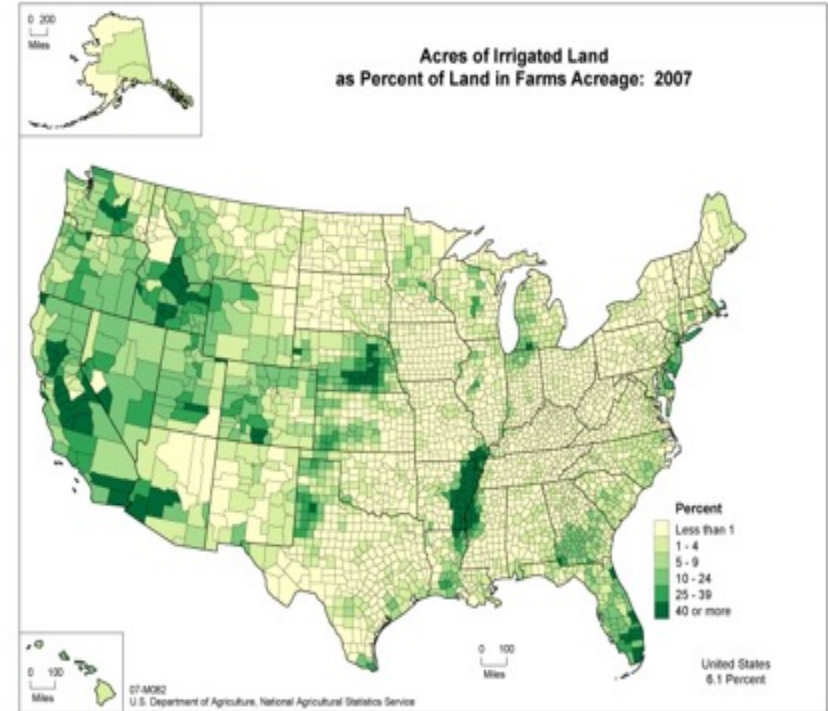 0 200
Miles
Acres of Irrigated Land
as Percent of Land in Farms Acreage: 2007
Percent
Less than 1
1 - 4
5 - 9
10 - 24
25 - 39
40 or more
0 100
Miles
0 100
Miles
United States
6.1 Percent
07-M082
U.S. Department of Agriculture, National Agricultural Statistics Service